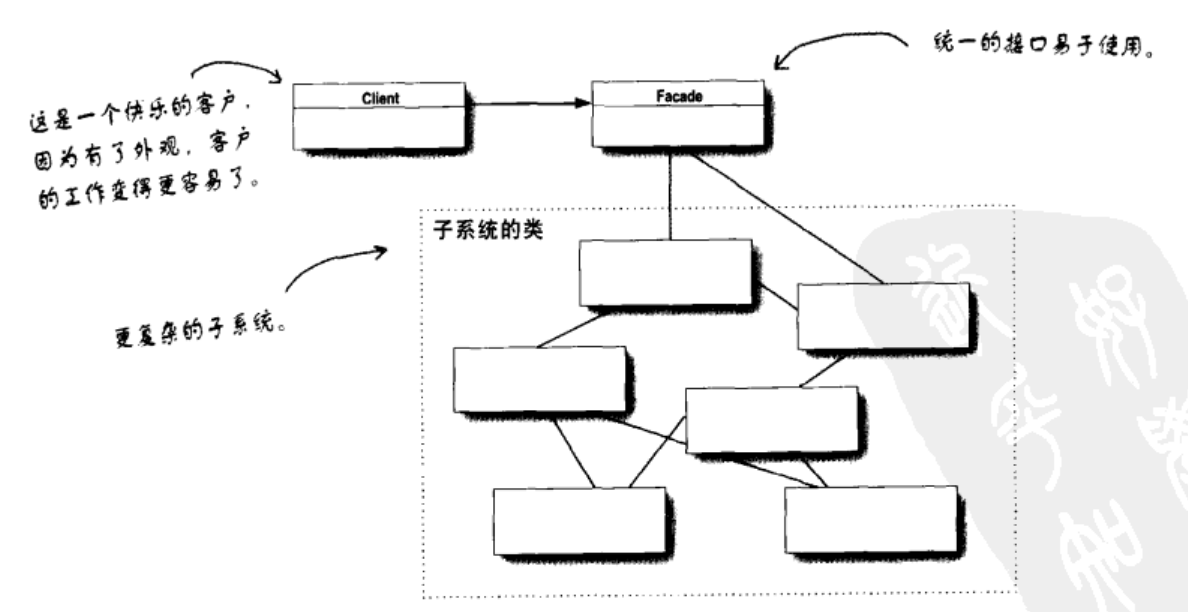 统一的接口易于使用。
这是一个快乐的客户，
因为有了外观，客户
的工作变得更容易了。
Client
Facade
子系统的类
更复杂的子系统。